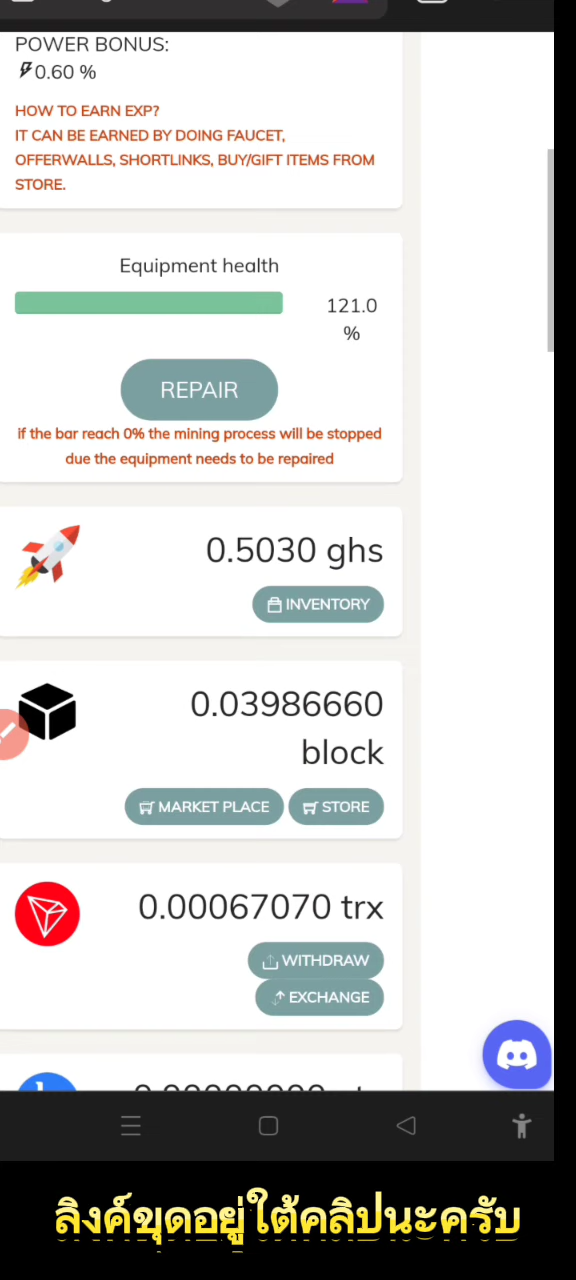 POWER BONUS:
0.60 %
HOW TO EARN EXP?
IT CAN BE EARNED BY DOING FAUCET,
OFFERWALLS, SHORTLINKS, BUY/GIFT ITEMS FROM
STORE.
Equipment health
121.0
%
REPAIR
if the bar reach 0% the mining process will be stopped
due the equipment needs to be repaired
0.5030 ghs
INVENTORY
0.03986660
block
MARKET PLACE STORE
0.00067070 trx
WITHDRAW
EXCHANGE
ลิงค์ขุดอยู่ใต้คลิปนะครับ